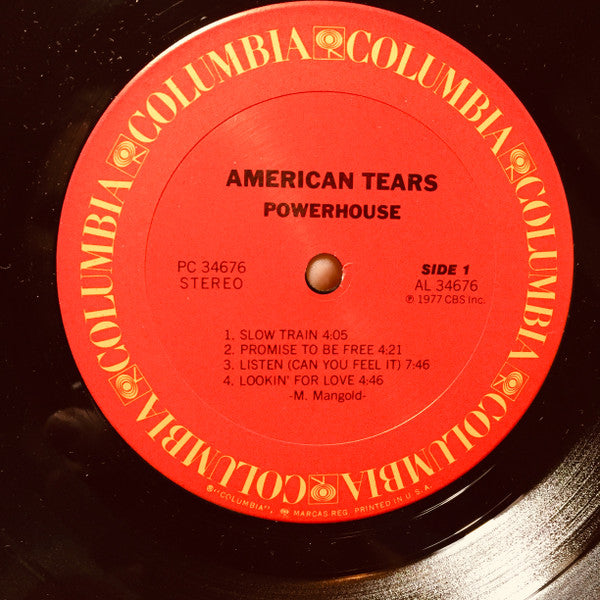 COLUMBIA COLUMBIA COLUMBIA COLUMBIA COLUMBIA COLUMBIA
AMERICAN TEARS
POWERHOUSE
PC 34676
STEREO
SIDE 1
AL 34676
℗ 1977 CBS Inc.
1. SLOW TRAIN 4:05
2. PROMISE TO BE FREE 4:21
3. LISTEN (CAN YOU FEEL IT) 7:46
4. LOOKIN' FOR LOVE 4:46
-M. Mangold-
®"COLUMBIA", MARCAS REG. PRINTED IN U.S.A.